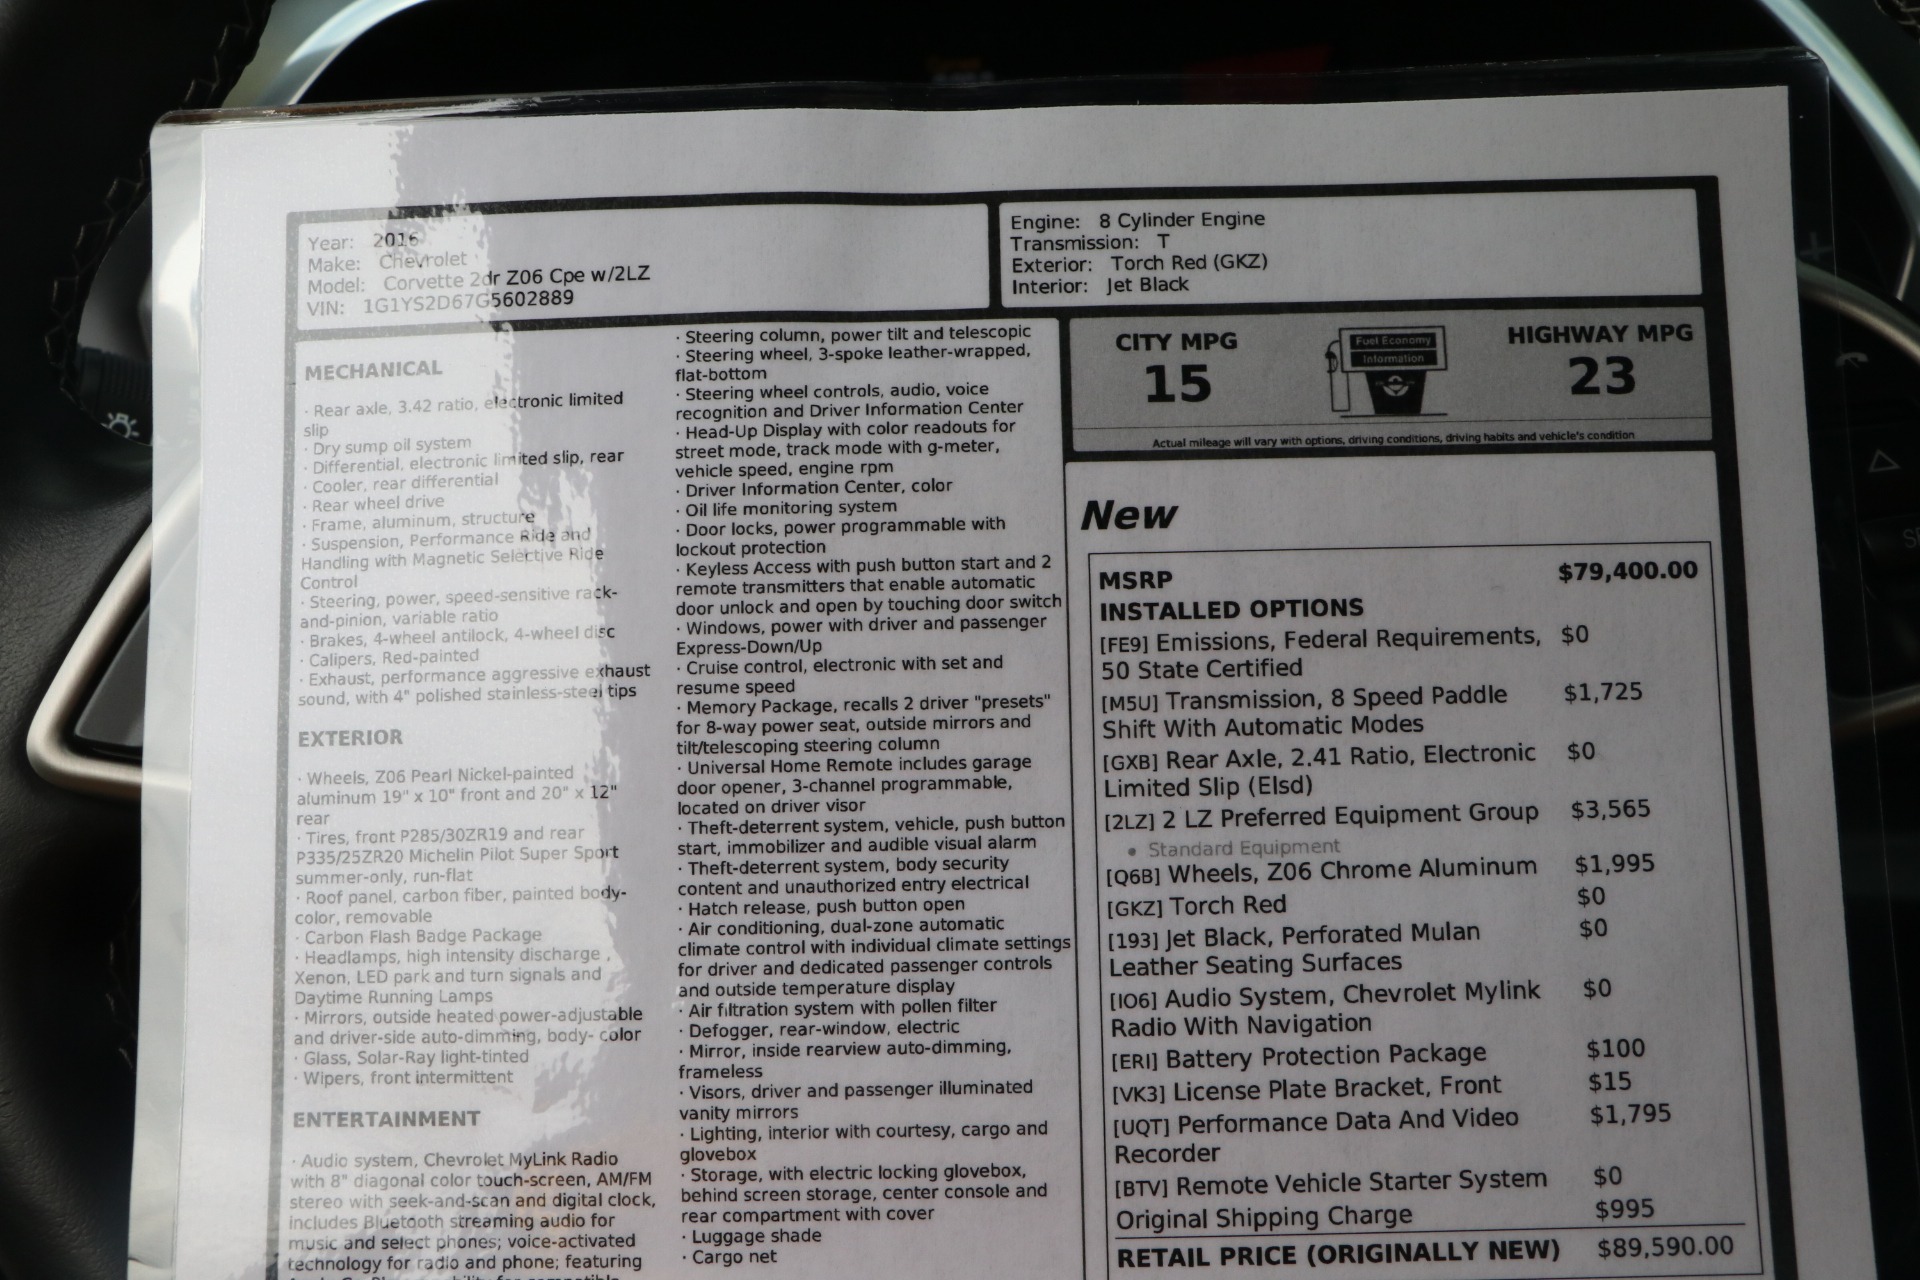 Year: 2016
Make: Chevrolet
Model: Corvette 2dr Z06 Cpe w/2LZ
VIN: 1G1YS2D67G5602889
Engine: 8 Cylinder Engine
Transmission: T
Exterior: Torch Red (GKZ)
Interior: Jet Black
MECHANICAL
· Rear axle, 3.42 ratio, electronic limited
slip
· Dry sump oil system
· Differential, electronic limited slip, rear
· Cooler, rear differential
· Rear wheel drive
· Frame, aluminum, structure
· Suspension, Performance Ride and
Handling with Magnetic Selective Ride
Control
· Steering, power, speed-sensitive rack-
and-pinion, variable ratio
· Brakes, 4-wheel antilock, 4-wheel disc
· Calipers, Red-painted
· Exhaust, performance aggressive exhaust
sound, with 4" polished stainless-steel tips
EXTERIOR
· Wheels, Z06 Pearl Nickel-painted
aluminum 19" x 10" front and 20" x 12"
rear
· Tires, front P285/30ZR19 and rear
P335/25ZR20 Michelin Pilot Super Sport
summer-only, run-flat
· Roof panel, carbon fiber, painted body-
color, removable
· Carbon Flash Badge Package
· Headlamps, high intensity discharge ,
Xenon, LED park and turn signals and
Daytime Running Lamps
· Mirrors, outside heated power-adjustable
and driver-side auto-dimming, body- color
· Glass, Solar-Ray light-tinted
· Wipers, front intermittent
ENTERTAINMENT
· Audio system, Chevrolet MyLink Radio
with 8" diagonal color touch-screen, AM/FM
stereo with seek-and-scan and digital clock,
includes Bluetooth streaming audio for
music and select phones; voice-activated
technology for radio and phone; featuring
· Steering column, power tilt and telescopic
· Steering wheel, 3-spoke leather-wrapped,
flat-bottom
· Steering wheel controls, audio, voice
recognition and Driver Information Center
· Head-Up Display with color readouts for
street mode, track mode with g-meter,
vehicle speed, engine rpm
· Driver Information Center, color
· Oil life monitoring system
· Door locks, power programmable with
lockout protection
· Keyless Access with push button start and 2
remote transmitters that enable automatic
door unlock and open by touching door switch
· Windows, power with driver and passenger
Express-Down/Up
· Cruise control, electronic with set and
resume speed
· Memory Package, recalls 2 driver "presets"
for 8-way power seat, outside mirrors and
tilt/telescoping steering column
· Universal Home Remote includes garage
door opener, 3-channel programmable,
located on driver visor
· Theft-deterrent system, vehicle, push button
start, immobilizer and audible visual alarm
· Theft-deterrent system, body security
content and unauthorized entry electrical
· Hatch release, push button open
· Air conditioning, dual-zone automatic
climate control with individual climate settings
for driver and dedicated passenger controls
and outside temperature display
· Air filtration system with pollen filter
· Defogger, rear-window, electric
· Mirror, inside rearview auto-dimming,
frameless
· Visors, driver and passenger illuminated
vanity mirrors
· Lighting, interior with courtesy, cargo and
glovebox
· Storage, with electric locking glovebox,
behind screen storage, center console and
rear compartment with cover
· Luggage shade
· Cargo net
CITY MPG
15
Fuel Economy
Information
HIGHWAY MPG
23
Actual mileage will vary with options, driving conditions, driving habits and vehicle's condition
New
MSRP $79,400.00
INSTALLED OPTIONS
[FE9] Emissions, Federal Requirements, $0
50 State Certified
[M5U] Transmission, 8 Speed Paddle $1,725
Shift With Automatic Modes
[GXB] Rear Axle, 2.41 Ratio, Electronic $0
Limited Slip (Elsd)
[2LZ] 2 LZ Preferred Equipment Group $3,565
• Standard Equipment
[Q6B] Wheels, Z06 Chrome Aluminum $1,995
[GKZ] Torch Red $0
[193] Jet Black, Perforated Mulan $0
Leather Seating Surfaces
[IO6] Audio System, Chevrolet Mylink $0
Radio With Navigation
[ERI] Battery Protection Package $100
[VK3] License Plate Bracket, Front $15
[UQT] Performance Data And Video $1,795
Recorder
[BTV] Remote Vehicle Starter System $0
Original Shipping Charge $995
RETAIL PRICE (ORIGINALLY NEW) $89,590.00